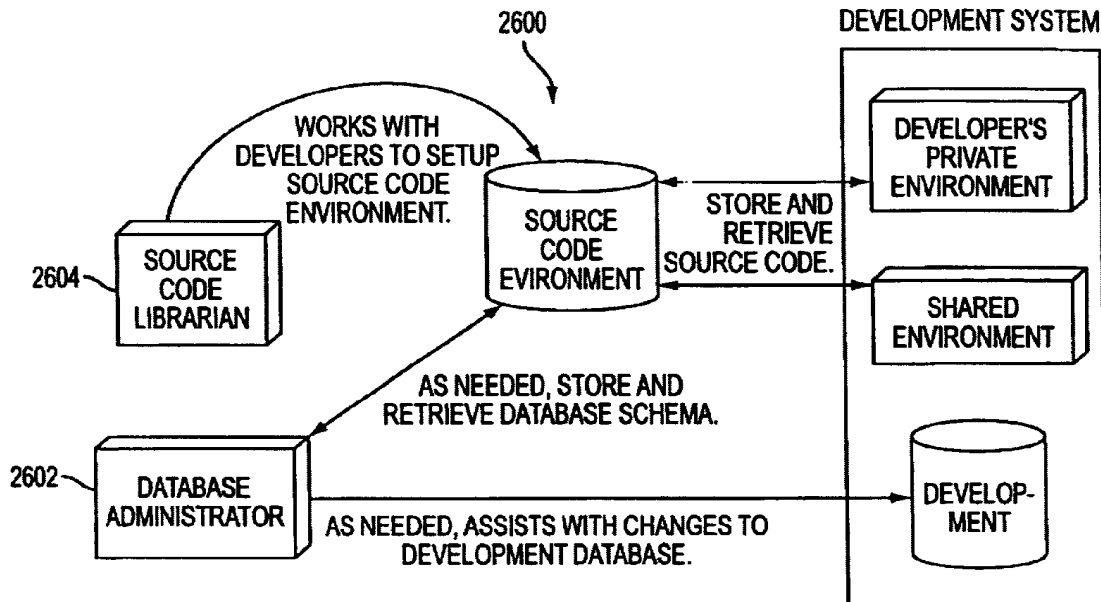 2600
DEVELOPMENT SYSTEM
WORKS WITH
DEVELOPERS TO SETUP
SOURCE CODE
ENVIRONMENT.
DEVELOPER'S
PRIVATE
ENVIRONMENT
SOURCE
CODE
EVIRONMENT
STORE AND
RETRIEVE
SOURCE CODE.
2604
SOURCE
CODE
LIBRARIAN
SHARED
ENVIRONMENT
AS NEEDED, STORE AND
RETRIEVE DATABASE SCHEMA.
2602
DATABASE
ADMINISTRATOR
DEVELOP-
MENT
AS NEEDED, ASSISTS WITH CHANGES TO
DEVELOPMENT DATABASE.